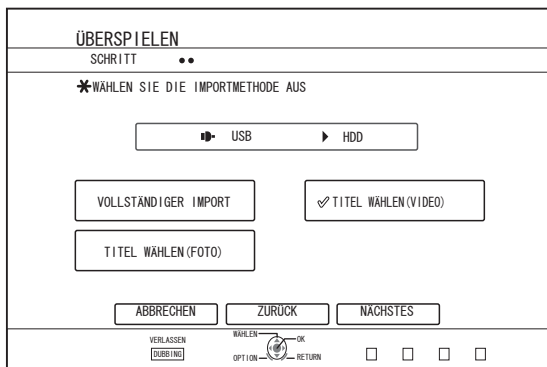 ÜBERSPIELEN
SCHRITT
WÄHLEN SIE DIE IMPORTMETHODE AUS
USB HDD
VOLLSTÄNDIGER IMPORT TITEL WÄHLEN(VIDEO)
TITEL WÄHLEN(FOTO)
ABBRECHEN ZURÜCK NÄCHSTES
VERLASSEN
DUBBING
WÄHLEN OK
OPTION RETURN